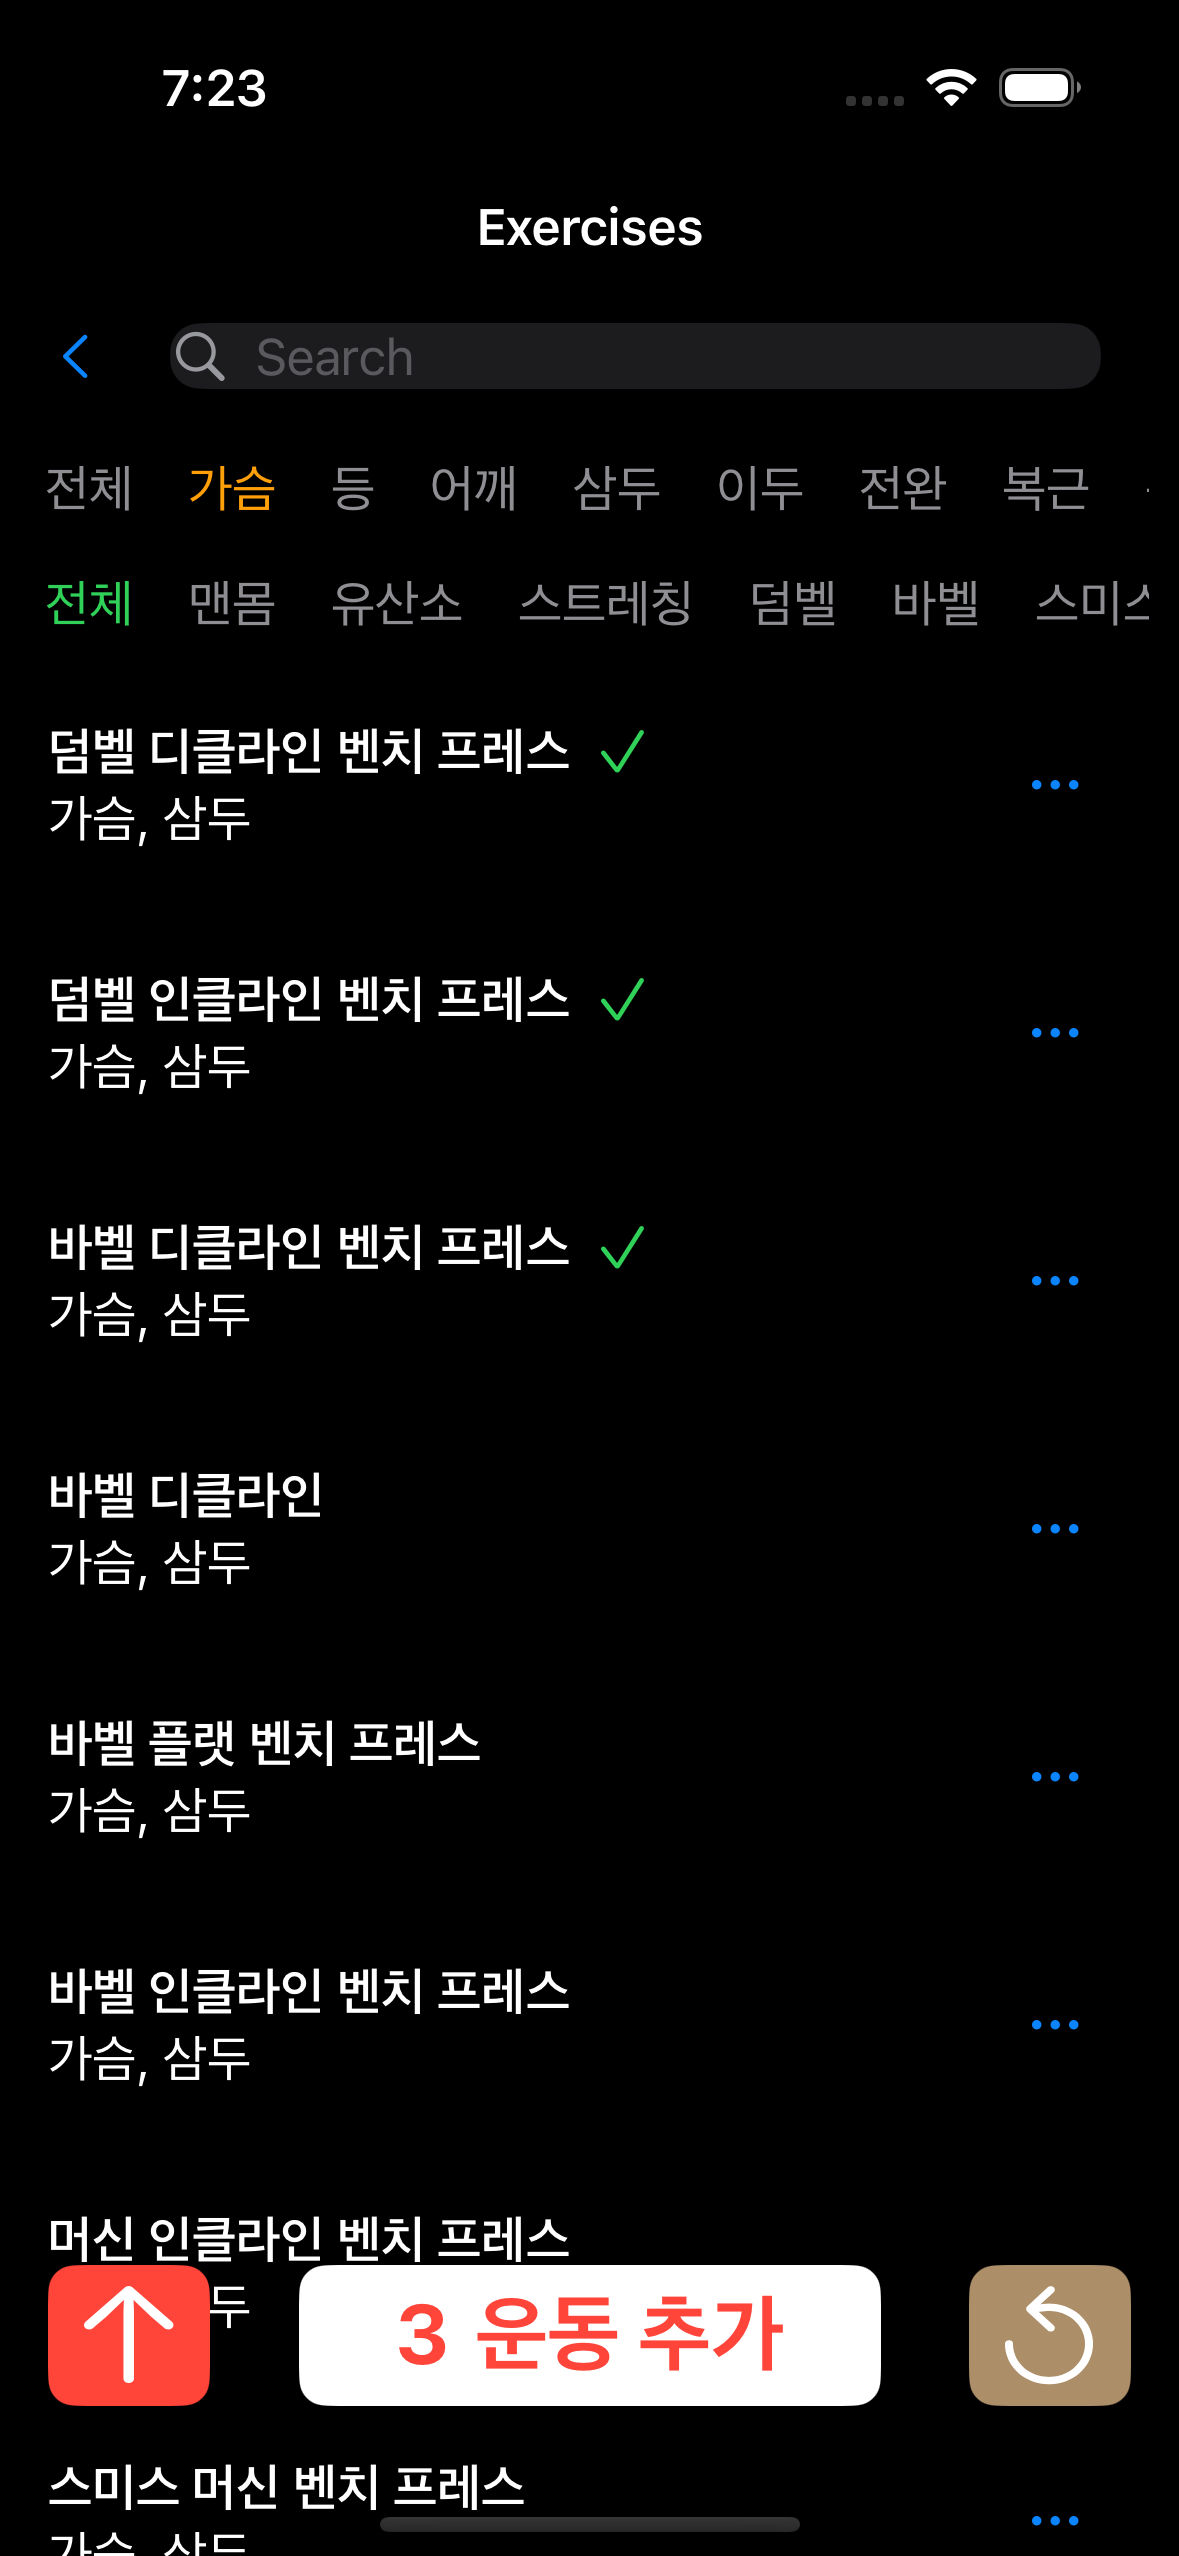 7:23
Exercises
Search
전체 가슴 등 어깨 삼두 이두 전완 복근
전체 맨몸 유산소 스트레칭 덤벨 바벨 스미스
덤벨 디클라인 벤치 프레스
가슴, 삼두
덤벨 인클라인 벤치 프레스
가슴, 삼두
바벨 디클라인 벤치 프레스
가슴, 삼두
바벨 디클라인
가슴, 삼두
바벨 플랫 벤치 프레스
가슴, 삼두
바벨 인클라인 벤치 프레스
가슴, 삼두
머신 인클라인 벤치 프레스
두
3 운동 추가
스미스 머신 벤치 프레스
가슴, 삼두